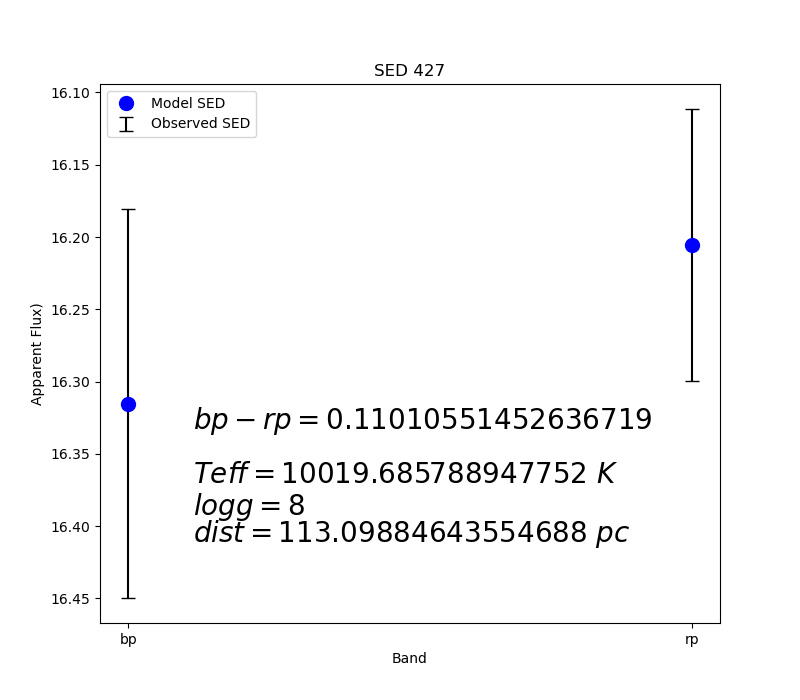 SED 427
Model SED
Observed SED
16.10
16.15
16.20
16.25
16.30
16.35
16.40
16.45
Apparent Flux)
bp − rp = 0.11010551452636719
Teff = 10019.685788947752 K
logg = 8
dist = 113.09884643554688 pc
bp
rp
Band